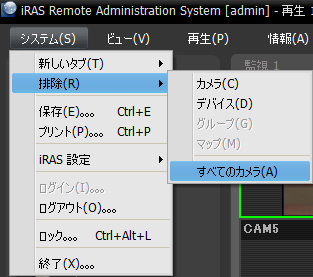 iRAS Remote Administration System [admin] - 再生 1
システム(S) ビュー(V) 再生(P) 情報(A)
監視 1
新しいタブ(T)
排除(R)
カメラ(C)
デバイス(D)
グループ(G)
マップ(M)
すべてのカメラ(A)
保存(E)｡｡｡ Ctrl+E
プリント(P)｡｡｡ Ctrl+P
iRAS 設定
ログイン(I)｡｡｡
ログアウト(O)｡｡｡
ロック｡｡｡ Ctrl+Alt+L
終了(X)｡｡｡
CAM5